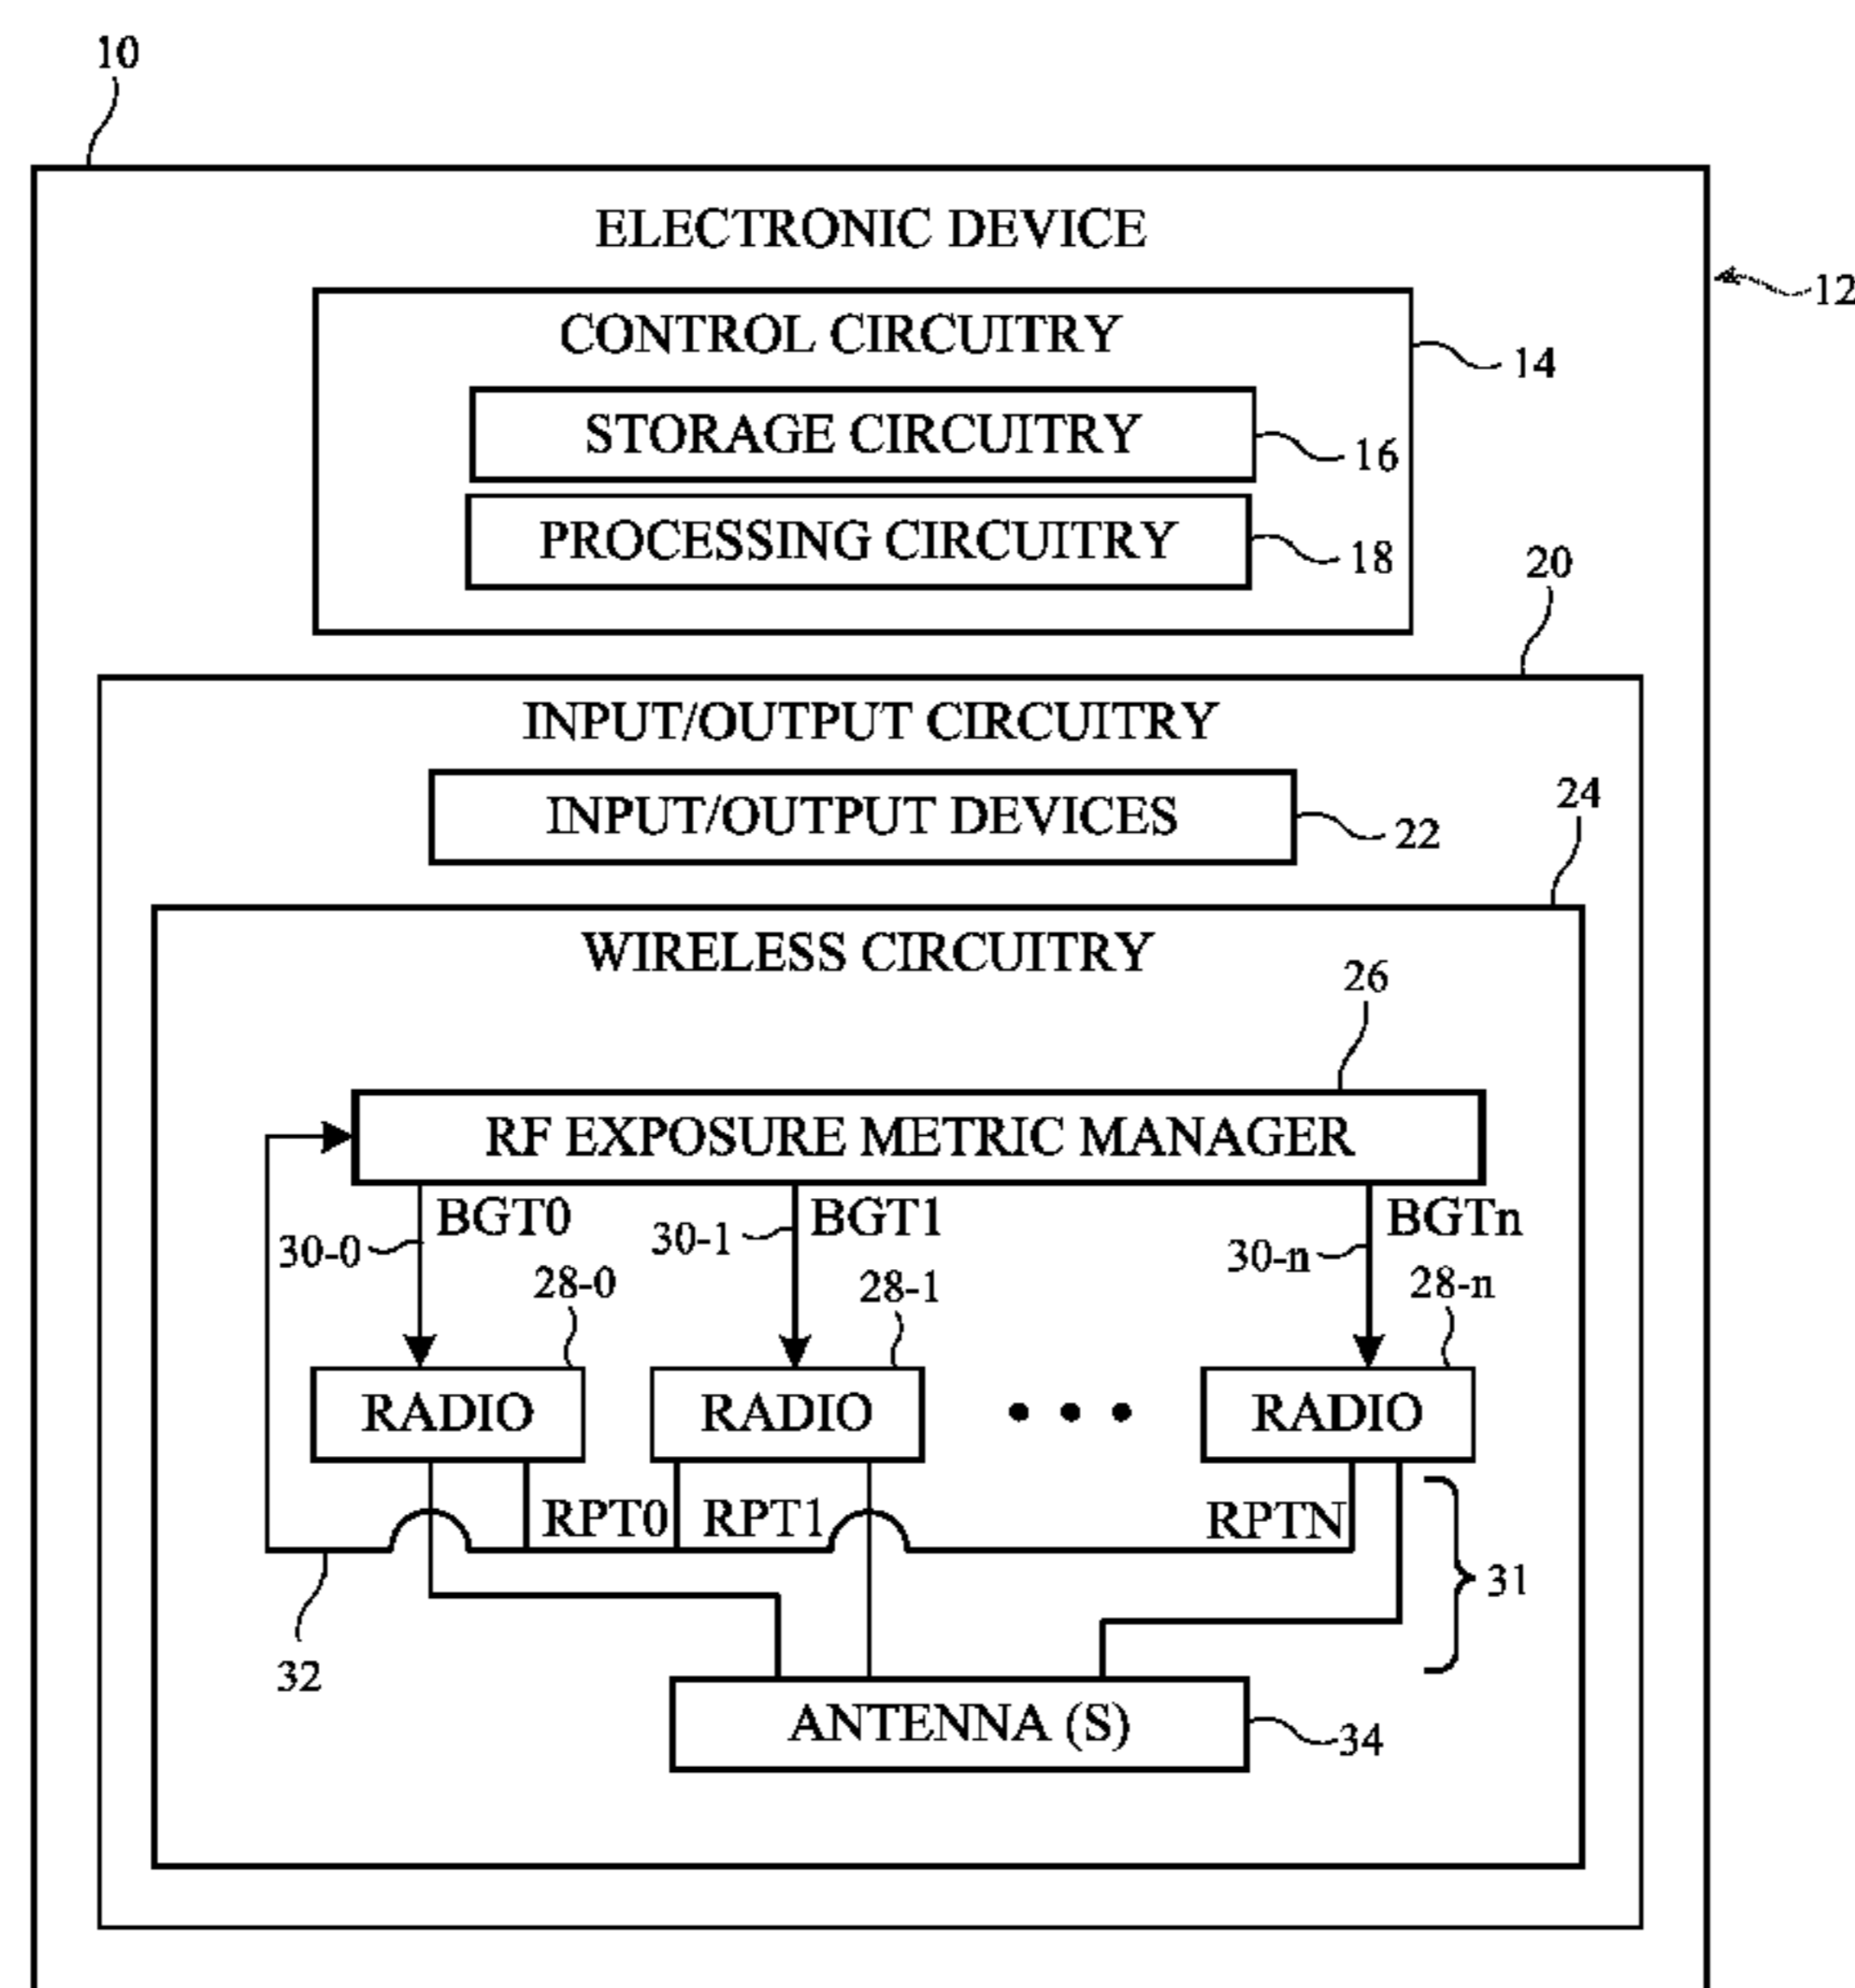 10
ELECTRONIC DEVICE
12
CONTROL CIRCUITRY
14
STORAGE CIRCUITRY
16
PROCESSING CIRCUITRY
18
20
INPUT/OUTPUT CIRCUITRY
24
INPUT/OUTPUT DEVICES
22
WIRELESS CIRCUITRY
26
RF EXPOSURE METRIC MANAGER
30-0 BGT0 30-1 BGT1 30-n BGTn
28-0 28-1 28-n
RADIO RADIO • • • RADIO
RPT0 RPT1 RPTN
31
32
ANTENNA (S)
34